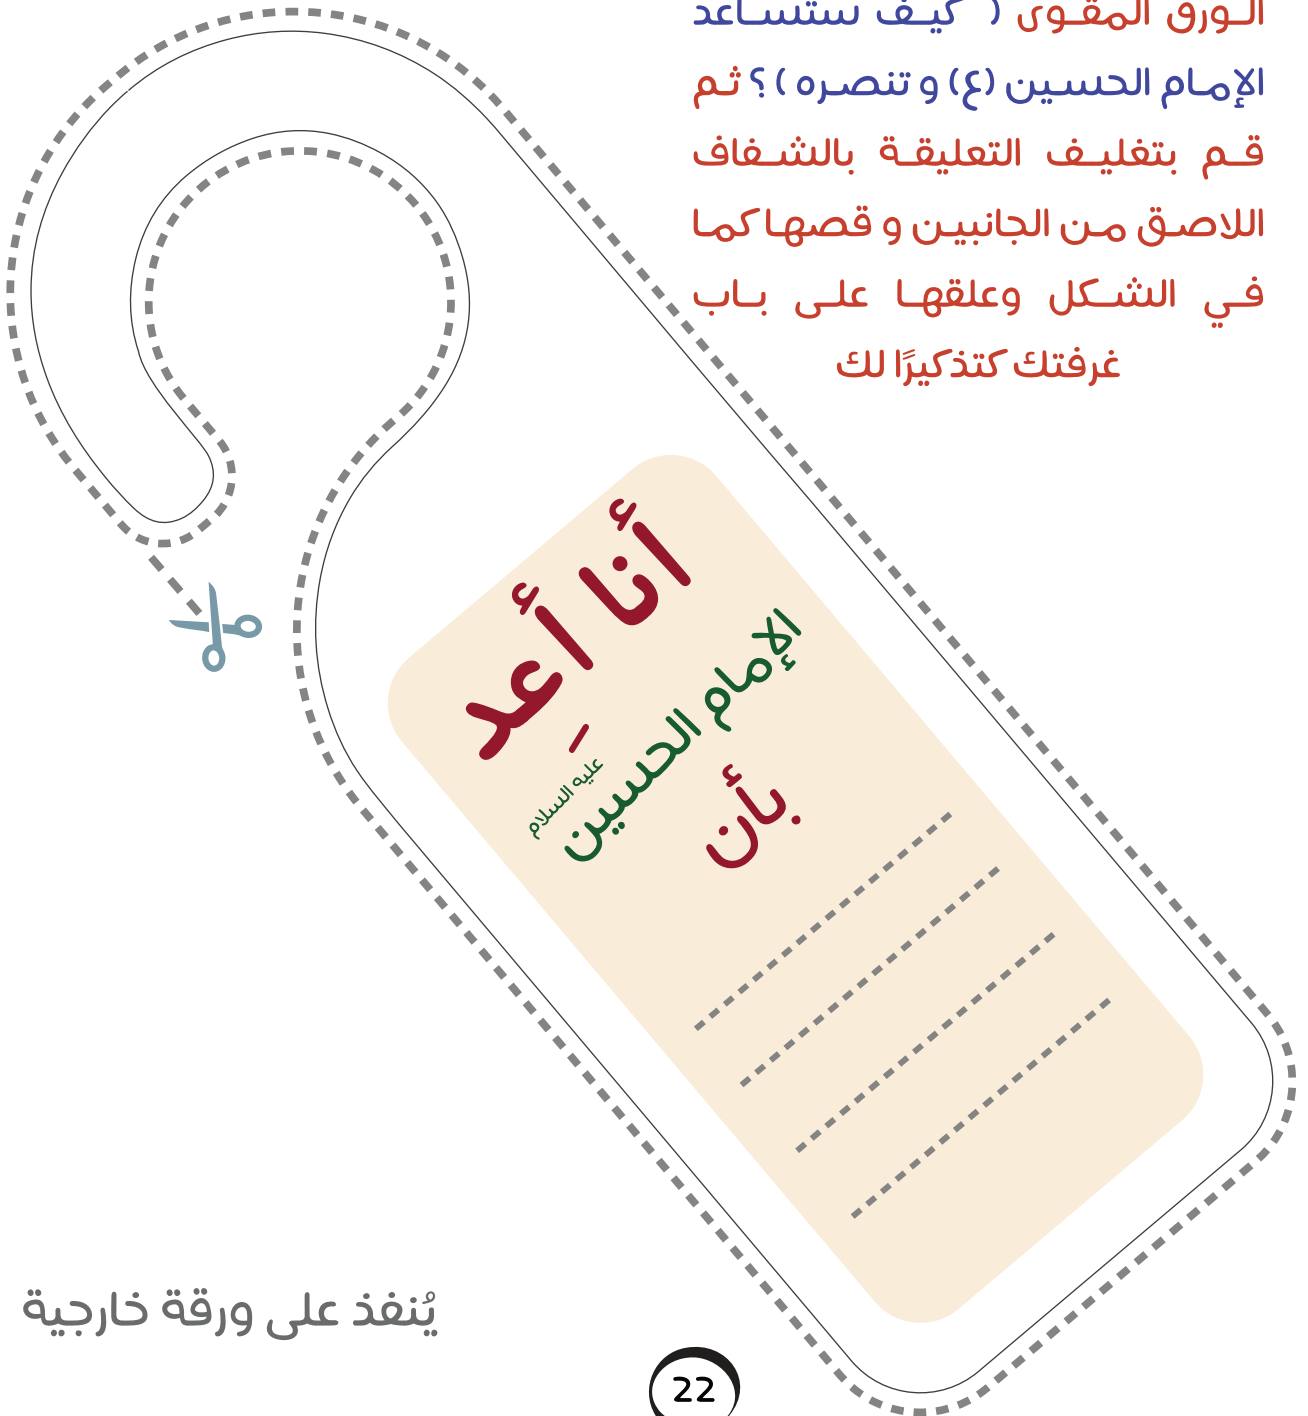 الورق المقوى ( كيف ستساعد
الإمام الحسين (ع) و تنصره )؟ ثم
قم بتغليف التعليقة بالشفاف
اللاصق من الجانبين و قصها كما
في الشكل وعلقها على باب
غرفتك كتذكيرًا لك
أنا أعِد
الإمام الحسين
عليه السلام
بأن
يُنفذ على ورقة خارجية
22